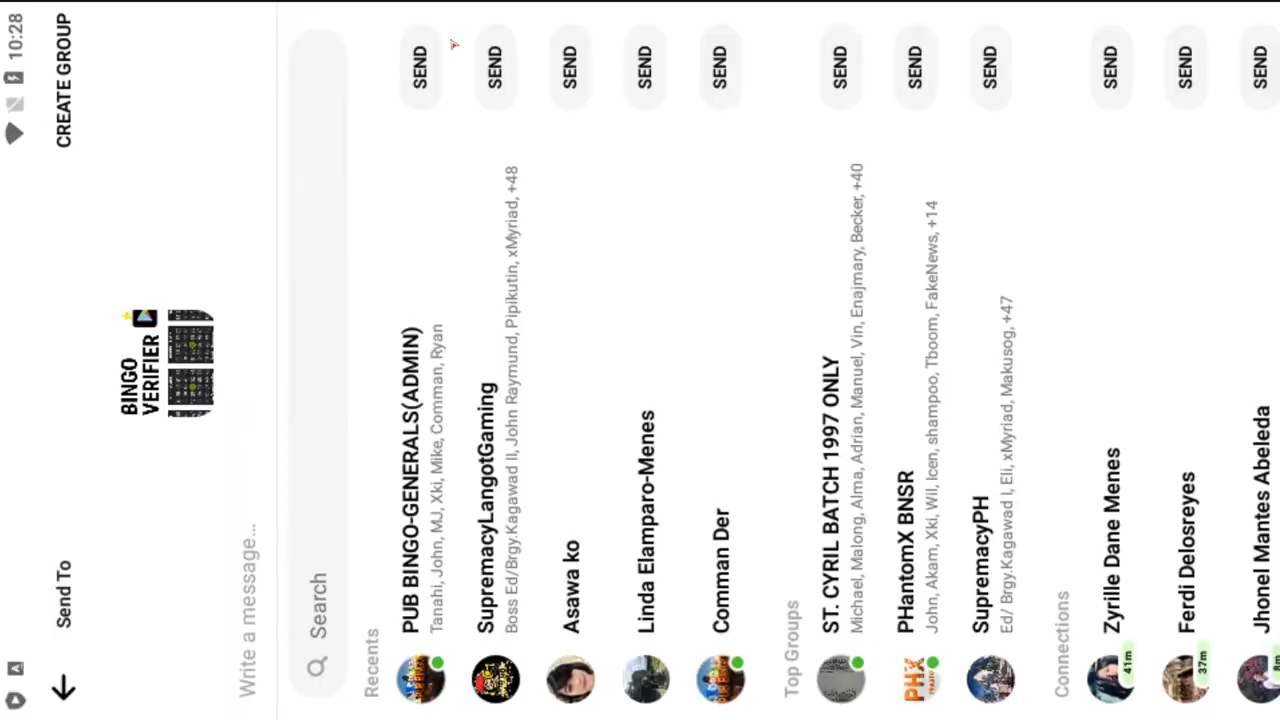 10:28
Send To
CREATE GROUP
BINGO
VERIFIER
Write a message...
Search
Recents
PUB BINGO-GENERALS(ADMIN)
Tanahi, John, MJ, Xki, Mike, Comman, Ryan
SEND
SupremacyLangotGaming
Boss Ed/Brgy.Kagawad II, John Raymund, Pipikutin, xMyriad, +48
SEND
Asawa ko
SEND
Linda Elamparo-Menes
SEND
Comman Der
SEND
Top Groups
ST. CYRIL BATCH 1997 ONLY
Michael, Malong, Alma, Adrian, Manuel, Vin, Enajmary, Becker, +40
SEND
PHantomX BNSR
John, Akam, Xki, Wil, Icen, shampoo, Tboom, FakeNews, +14
SEND
SupremacyPH
Ed/ Brgy.Kagawad I, Eli, xMyriad, Makusog, +47
SEND
Connections
Zyrille Dane Menes
41m
SEND
Ferdi Delosreyes
37m
SEND
Jhonel Mantes Abeleda
SEND